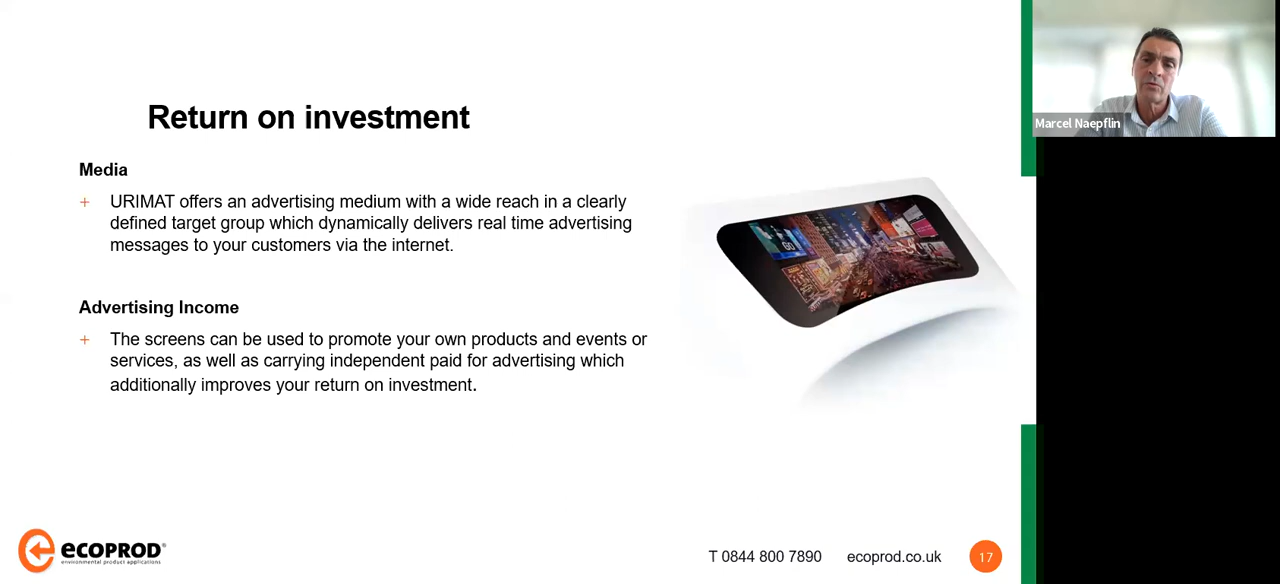 Return on investment
Media
+ URIMAT offers an advertising medium with a wide reach in a clearly
defined target group which dynamically delivers real time advertising
messages to your customers via the internet.
Advertising Income
+ The screens can be used to promote your own products and events or
services, as well as carrying independent paid for advertising which
additionally improves your return on investment.
Marcel Naepflin
ecoprod®
environmental product applications
T 0844 800 7890 ecoprod.co.uk 17